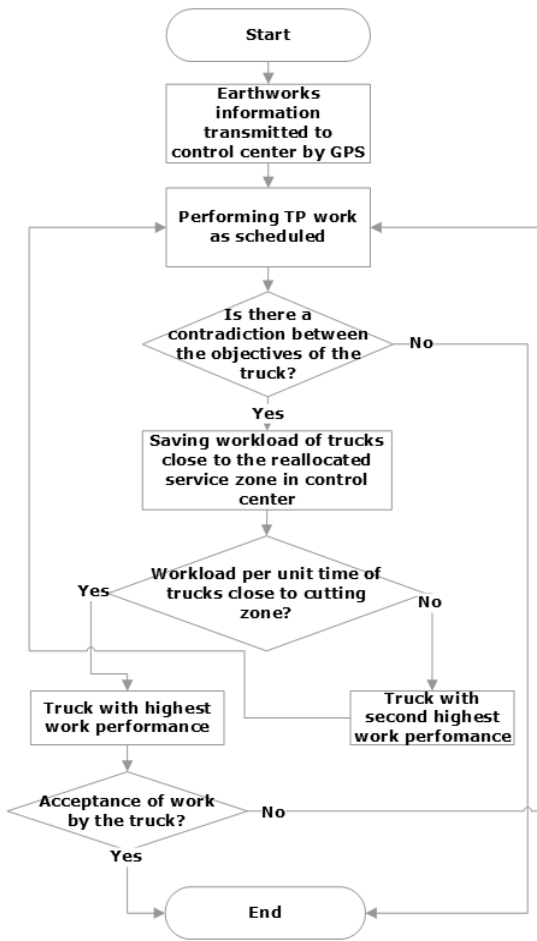 Start
Earthworks
information
transmitted to
control center by GPS
Performing TP work
as scheduled
Is there a
contradiction between
the objectives of the
truck?
No
Yes
Saving workload of trucks
close to the reallocated
service zone in control
center
Workload per unit time of
trucks close to cutting
zone?
Yes
No
Truck with highest
work performance
Truck with
second highest
work perfomance
Acceptance of work
by the truck?
No
Yes
End